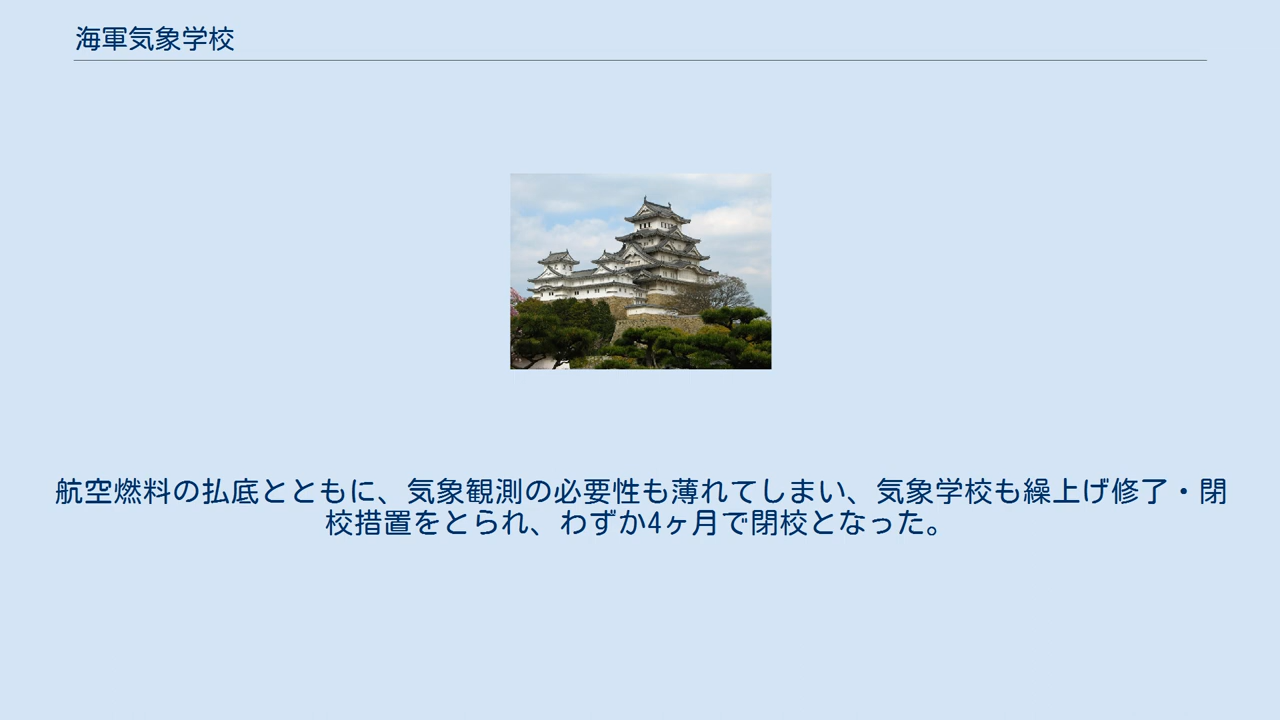 海軍気象学校
航空燃料の払底とともに、気象観測の必要性も薄れてしまい、気象学校も繰上げ修了・閉
校措置をとられ、わずか4ヶ月で閉校となった。